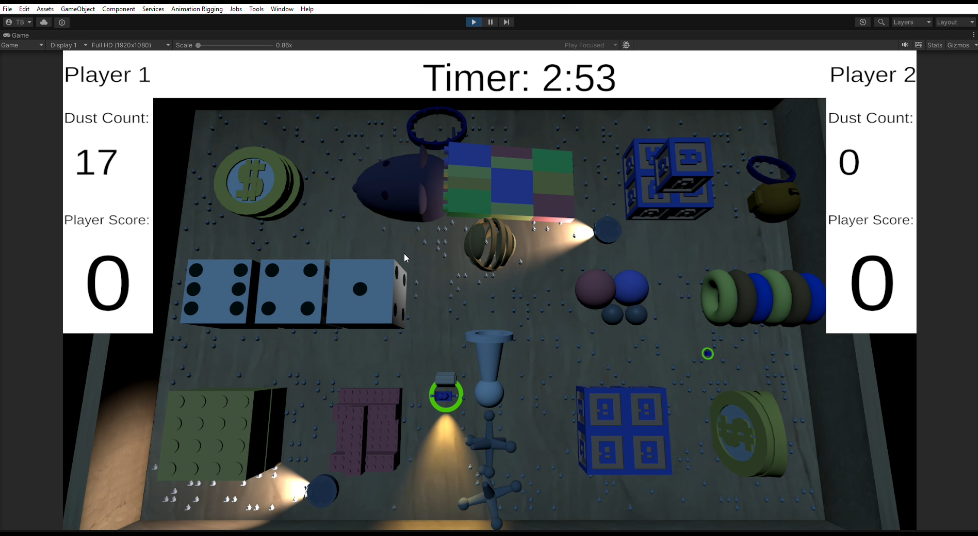 File Edit Assets GameObject Component Services Animation Rigging Jobs Tools Window Help
TS Layers Layout
Game
Game Display 1 Full HD (1920x1080) Scale 0.86x Play Focused Stats Gizmos
Player 1
Timer: 2:53
Player 2
Dust Count:
17
Player Score:
0
Dust Count:
0
Player Score:
0
$
A
$